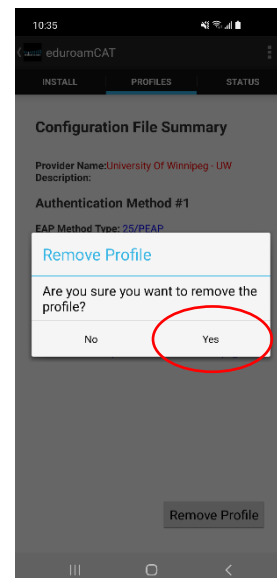 10:35
eduroamCAT
INSTALL PROFILES STATUS
Configuration File Summary
Provider Name:University Of Winnipeg - UW
Description:
Authentication Method #1
EAP Method Type: 25/PEAP
Remove Profile
Are you sure you want to remove the
profile?
No Yes
Remove Profile